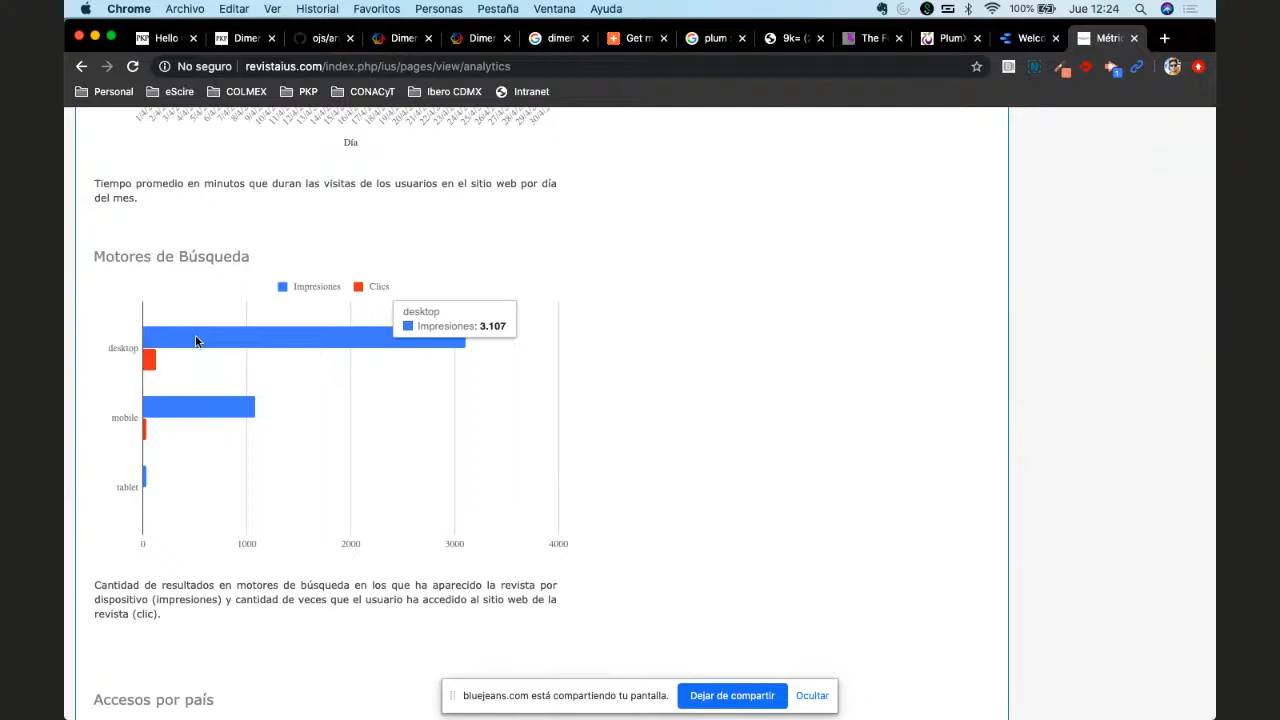 Chrome Archivo Editar Ver Historial Favoritos Personas Pestaña Ventana Ayuda 100% Jue 12:24
Hello Dimer ojs/ar Dimer Dimer dimer Get m plum 9k= ( The F PlumX Welco Métric
No seguro revistaius.com/index.php/ius/pages/view/analytics
Personal eScire COLMEX PKP CONACyT Ibero CDMX Intranet
Día
Tiempo promedio en minutos que duran las visitas de los usuarios en el sitio web por día
del mes.
Motores de Búsqueda
Impresiones Clics
desktop
Impresiones: 3.107
desktop
mobile
tablet
0 1000 2000 3000 4000
Cantidad de resultados en motores de búsqueda en los que ha aparecido la revista por
dispositivo (impresiones) y cantidad de veces que el usuario ha accedido al sitio web de la
revista (clic).
Accesos por país
bluejeans.com está compartiendo tu pantalla. Dejar de compartir Ocultar